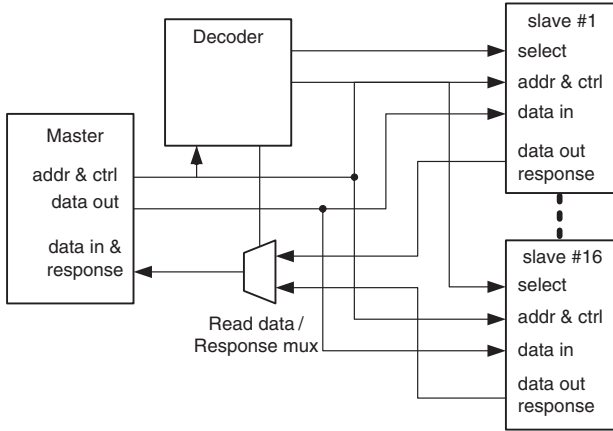 Decoder
Master
addr & ctrl
data out
data in &
response
Read data /
Response mux
slave #1
select
addr & ctrl
data in
data out
response
slave #16
select
addr & ctrl
data in
data out
response